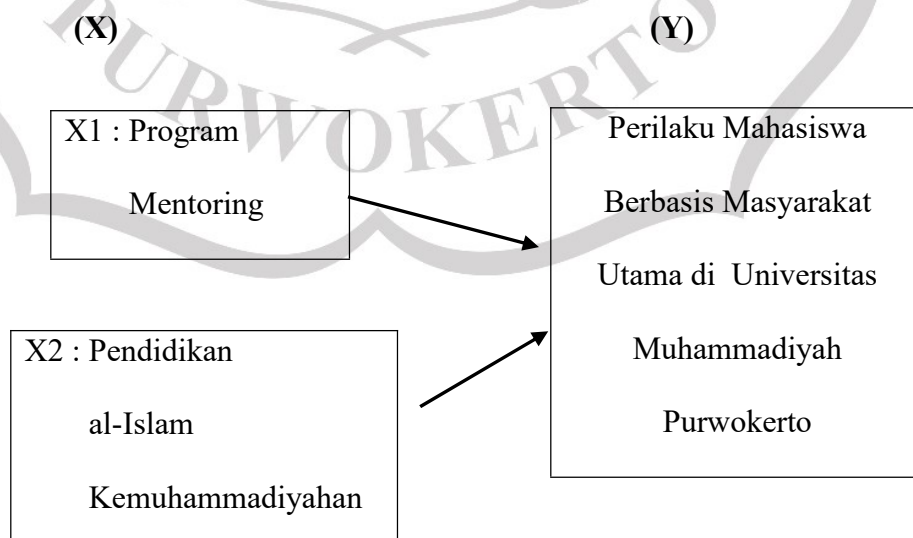 (X)
(Y)
X1 : Program
Mentoring
X2 : Pendidikan
al-Islam
Kemuhammadiyahan
Perilaku Mahasiswa
Berbasis Masyarakat
Utama di Universitas
Muhammadiyah
Purwokerto
PURWOKERTO